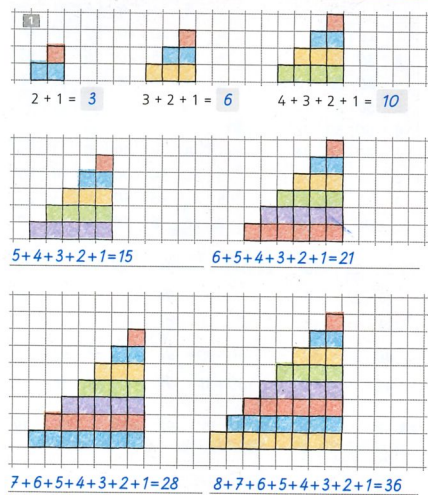 1
2 + 1 = 3 3 + 2 + 1 = 6 4 + 3 + 2 + 1 = 10
5+4+3+2+1=15 6+5+4+3+2+1=21
7+6+5+4+3+2+1=28 8+7+6+5+4+3+2+1=36